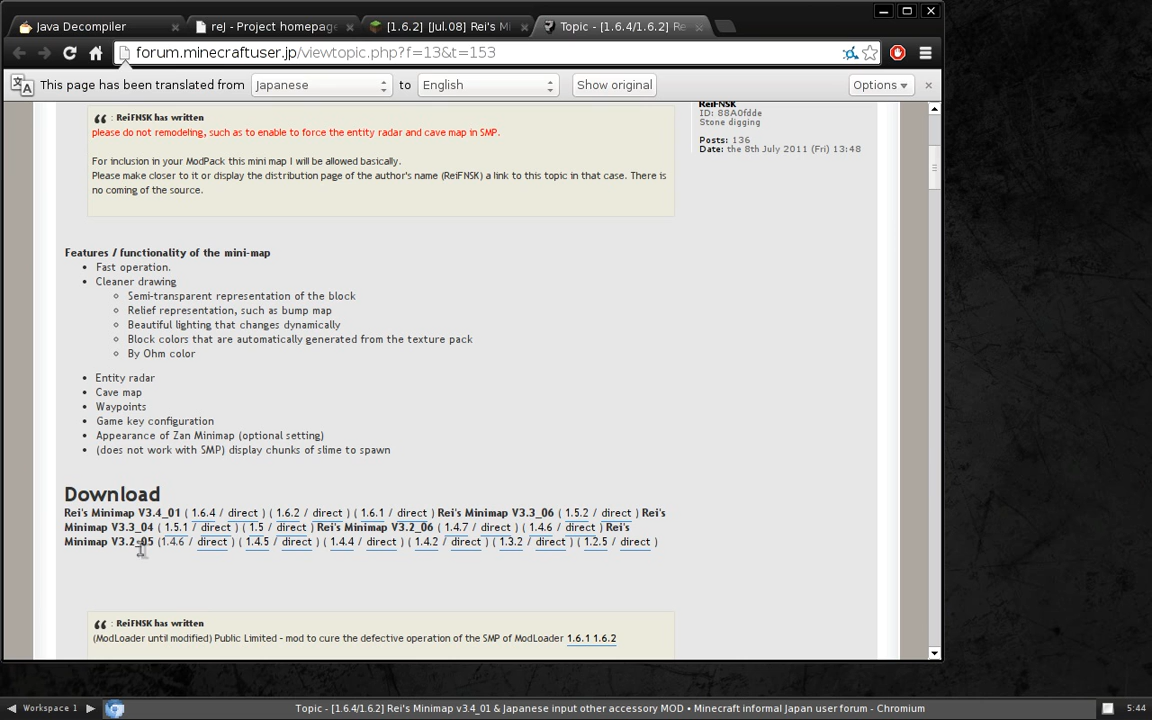 Java Decompiler
reJ - Project homepag
[1.6.2] [Jul.08] Rei's Mi
Topic - [1.6.4/1.6.2] Re
forum.minecraftuser.jp/viewtopic.php?f=13&t=153
This page has been translated from Japanese to English Show original Options
ReiFNSK has written
please do not remodeling, such as to enable to force the entity radar and cave map in SMP.
For inclusion in your ModPack this mini map I will be allowed basically.
Please make closer to it or display the distribution page of the author's name (ReiFNSK) a link to this topic in that case. There is
no coming of the source.
ReiFNSK
ID: 88A0fdde
Stone digging
Posts: 136
Date: the 8th July 2011 (Fri) 13:48
Features / functionality of the mini-map
Fast operation.
Cleaner drawing
Semi-transparent representation of the block
Relief representation, such as bump map
Beautiful lighting that changes dynamically
Block colors that are automatically generated from the texture pack
By Ohm color
Entity radar
Cave map
Waypoints
Game key configuration
Appearance of Zan Minimap (optional setting)
(does not work with SMP) display chunks of slime to spawn
Download
Rei's Minimap V3.4_01 ( 1.6.4 / direct ) ( 1.6.2 / direct ) ( 1.6.1 / direct ) Rei's Minimap V3.3_06 ( 1.5.2 / direct ) Rei's
Minimap V3.3_04 ( 1.5.1 / direct ) ( 1.5 / direct ) Rei's Minimap V3.2_06 ( 1.4.7 / direct ) ( 1.4.6 / direct ) Rei's
Minimap V3.2_05 (1.4.6 / direct ) ( 1.4.5 / direct ) ( 1.4.4 / direct ) ( 1.4.2 / direct ) ( 1.3.2 / direct ) ( 1.2.5 / direct )
: ReiFNSK has written
(ModLoader until modified) Public Limited - mod to cure the defective operation of the SMP of ModLoader 1.6.1 1.6.2
Workspace 1
Topic - [1.6.4/1.6.2] Rei's Minimap v3.4_01 & Japanese input other accessory MOD • Minecraft informal Japan user forum - Chromium
5:44